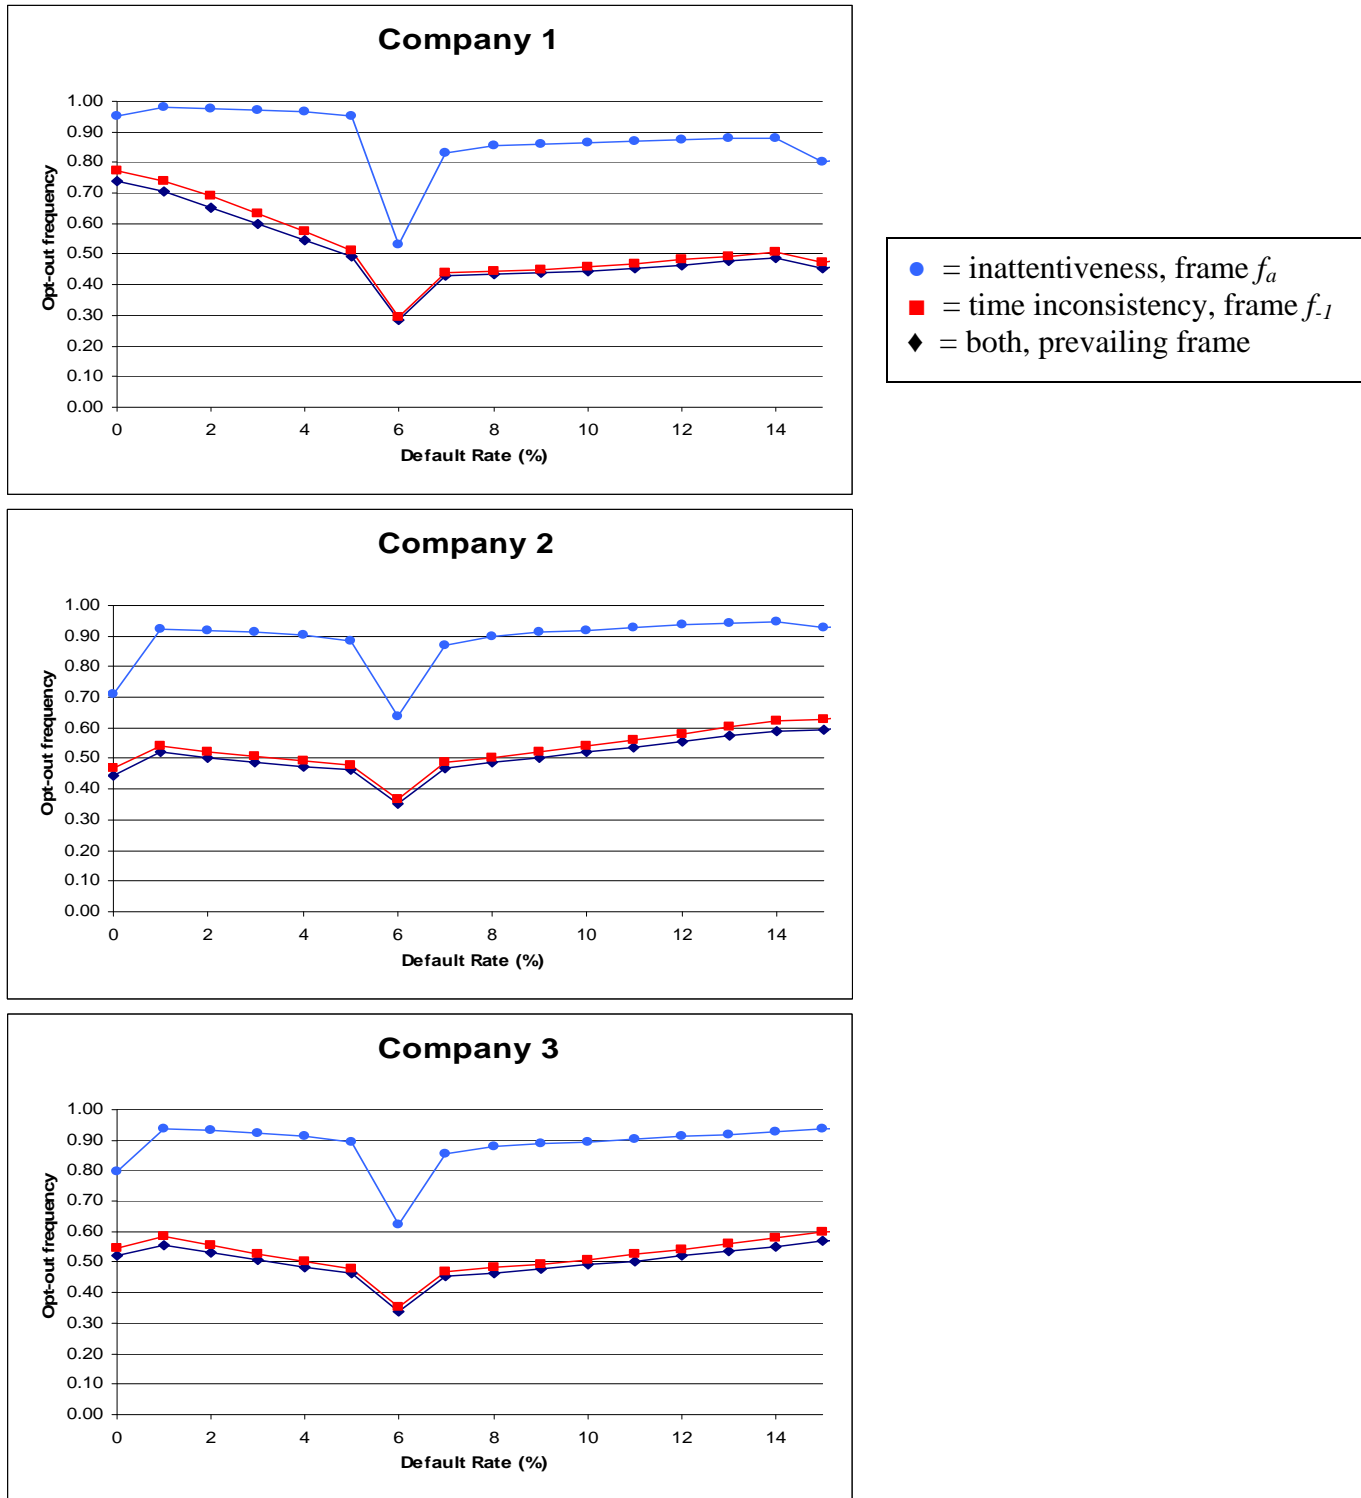 Company 1
1.00
0.90
0.80
0.70
0.60
0.50
0.40
0.30
0.20
0.10
0.00
Opt-out frequency
0 2 4 6 8 10 12 14
Default Rate (%)
= inattentiveness, frame fa
= time inconsistency, frame f-1
= both, prevailing frame
Company 2
1.00
0.90
0.80
0.70
0.60
0.50
0.40
0.30
0.20
0.10
0.00
Opt-out frequency
0 2 4 6 8 10 12 14
Default Rate (%)
Company 3
1.00
0.90
0.80
0.70
0.60
0.50
0.40
0.30
0.20
0.10
0.00
Opt-out frequency
0 2 4 6 8 10 12 14
Default Rate (%)